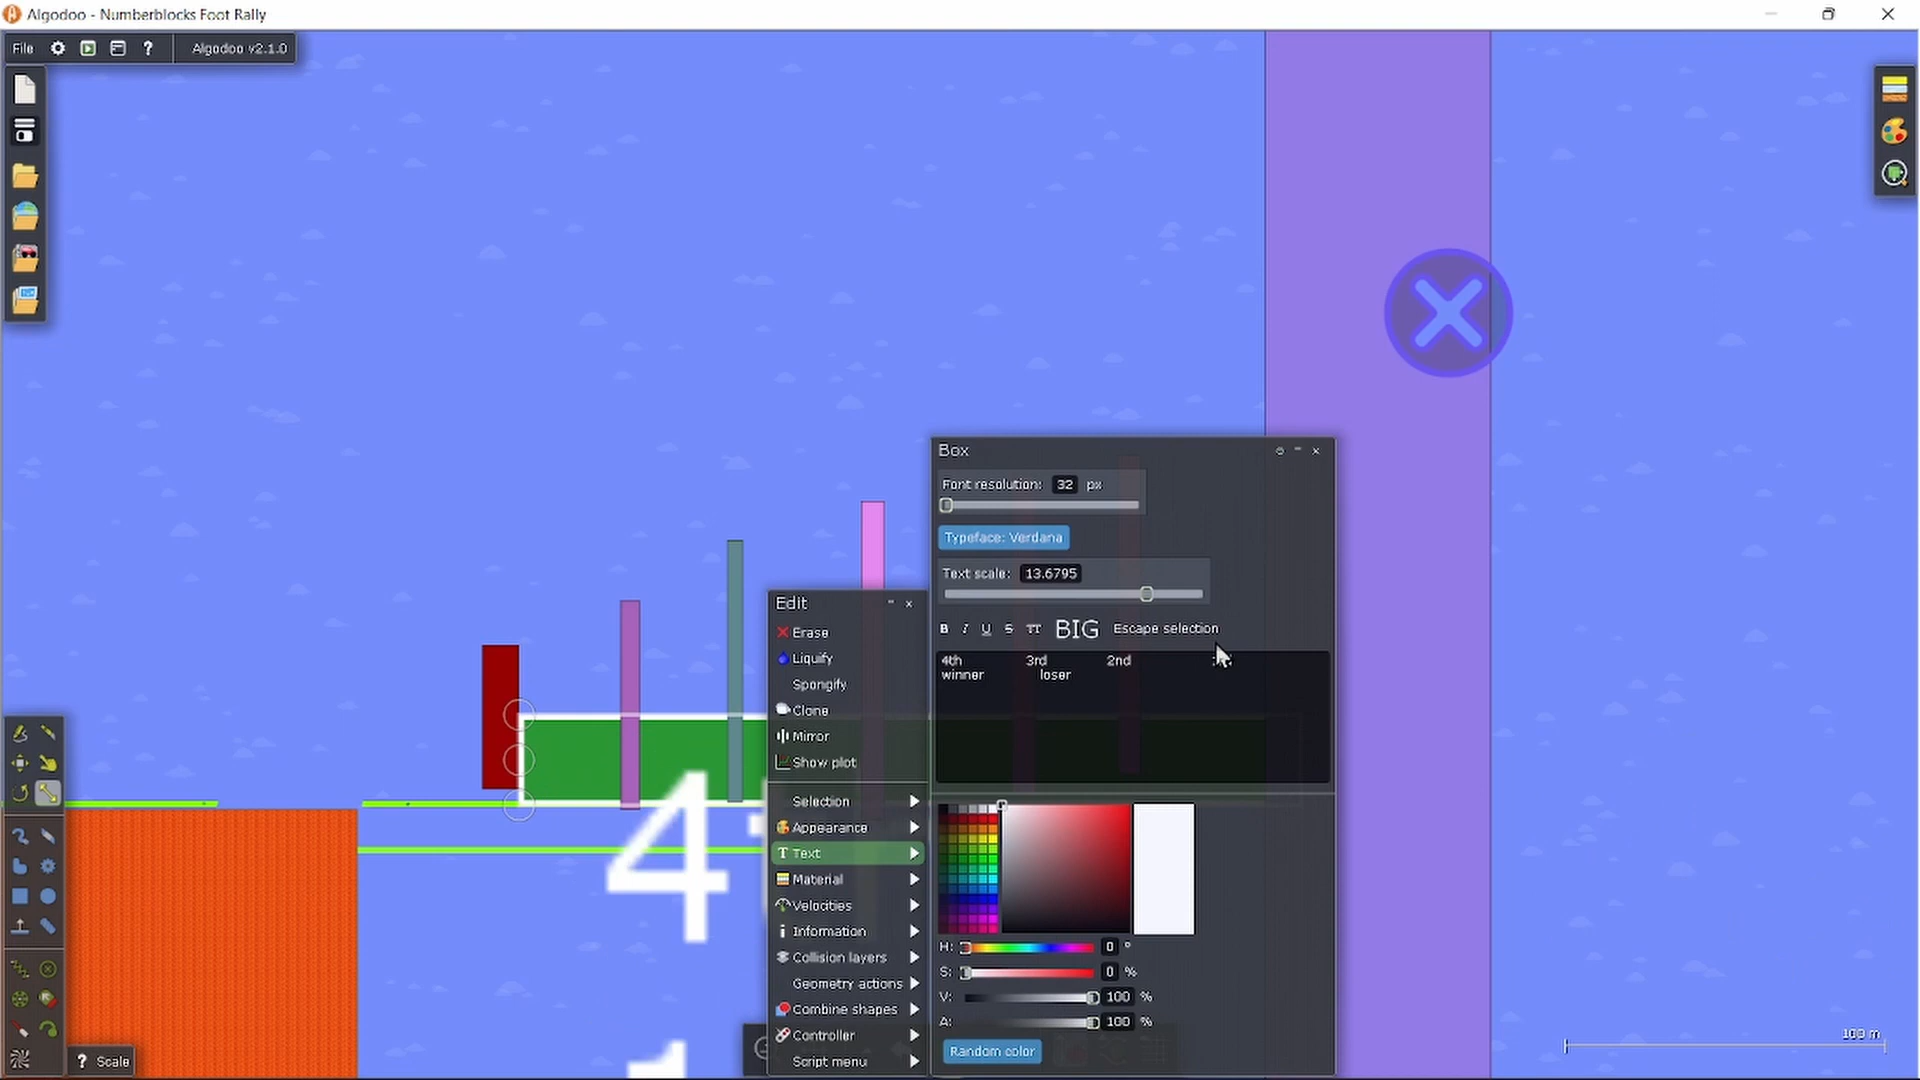 Algodoo - Numberblocks Foot Rally
File ? Algodoo v2.1.0
Box
Font resolution: 32 px
Typeface: Verdana
Text scale: 13.6795
B I U S TT BIG Escape selection
4th 3rd 2nd
winner loser
Edit
Erase
Liquify
Spongify
Clone
Mirror
Show plot
Selection
Appearance
T Text
Material
Velocities
Information
Collision layers
Geometry actions
Combine shapes
Controller
Script menu
H: 0 °
S: 0 %
V: 100 %
A: 100 %
Random color
4
? Scale
100 m